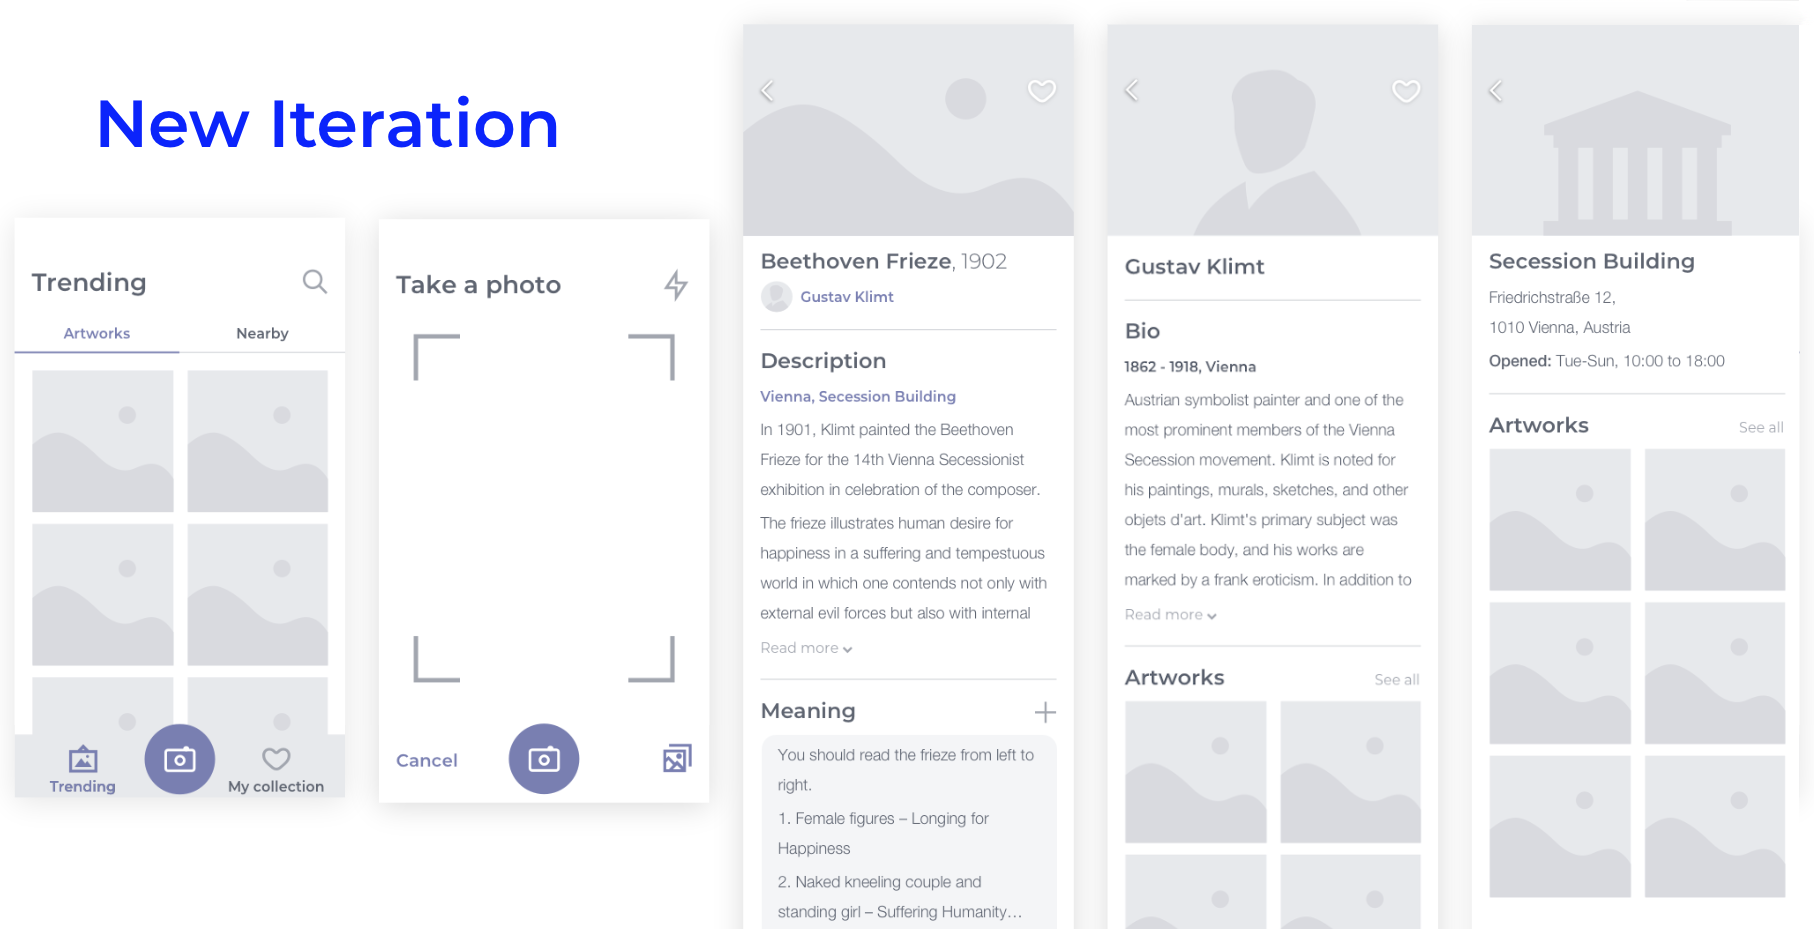 New Iteration
Trending
Artworks
Nearby
Trending
My collection
Take a photo
Cancel
Beethoven Frieze, 1902
Gustav Klimt
Description
Vienna, Secession Building
In 1901, Klimt painted the Beethoven
Frieze for the 14th Vienna Secessionist
exhibition in celebration of the composer.
The frieze illustrates human desire for
happiness in a suffering and tempestuous
world in which one contends not only with
external evil forces but also with internal
Read more
Meaning
You should read the frieze from left to
right.
1. Female figures – Longing for
Happiness
2. Naked kneeling couple and
standing girl – Suffering Humanity...
Gustav Klimt
Bio
1862 - 1918, Vienna
Austrian symbolist painter and one of the
most prominent members of the Vienna
Secession movement. Klimt is noted for
his paintings, murals, sketches, and other
objets d'art. Klimt's primary subject was
the female body, and his works are
marked by a frank eroticism. In addition to
Read more
Artworks
See all
Secession Building
Friedrichstraße 12,
1010 Vienna, Austria
Opened: Tue-Sun, 10:00 to 18:00
Artworks
See all